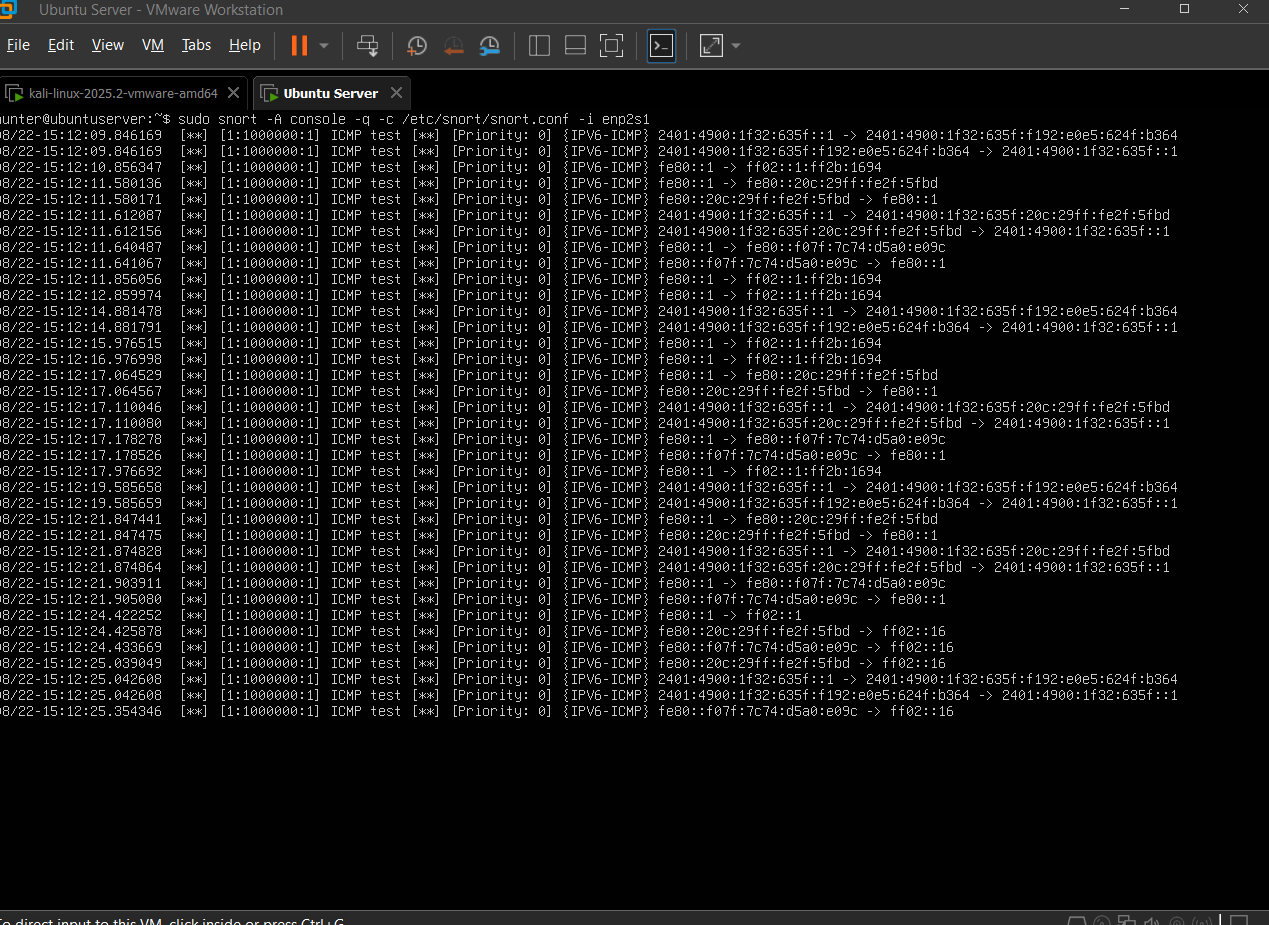 Ubuntu Server - VMware Workstation
File Edit View VM Tabs Help
kali-linux-2025.2-vmware-amd64
Ubuntu Server
unter@ubuntuserver:~$ sudo snort -A console -q -c /etc/snort/snort.conf -i enp2s1
08/22-15:12:09.846169 [**] [1:1000000:1] ICMP test [**] [Priority: 0] {IPV6-ICMP} 2401:4900:1f32:635f::1 -> 2401:4900:1f32:635f:f192:e0e5:624f:b364
08/22-15:12:09.846169 [**] [1:1000000:1] ICMP test [**] [Priority: 0] {IPV6-ICMP} 2401:4900:1f32:635f:f192:e0e5:624f:b364 -> 2401:4900:1f32:635f::1
08/22-15:12:10.856347 [**] [1:1000000:1] ICMP test [**] [Priority: 0] {IPV6-ICMP} fe80::1 -> ff02::1:ff2b:1694
08/22-15:12:11.580136 [**] [1:1000000:1] ICMP test [**] [Priority: 0] {IPV6-ICMP} fe80::1 -> fe80::20c:29ff:fe2f:5fbd
08/22-15:12:11.580171 [**] [1:1000000:1] ICMP test [**] [Priority: 0] {IPV6-ICMP} fe80::20c:29ff:fe2f:5fbd -> fe80::1
08/22-15:12:11.612087 [**] [1:1000000:1] ICMP test [**] [Priority: 0] {IPV6-ICMP} 2401:4900:1f32:635f::1 -> 2401:4900:1f32:635f:20c:29ff:fe2f:5fbd
08/22-15:12:11.612156 [**] [1:1000000:1] ICMP test [**] [Priority: 0] {IPV6-ICMP} 2401:4900:1f32:635f:20c:29ff:fe2f:5fbd -> 2401:4900:1f32:635f::1
08/22-15:12:11.640487 [**] [1:1000000:1] ICMP test [**] [Priority: 0] {IPV6-ICMP} fe80::1 -> fe80::f07f:7c74:d5a0:e09c
08/22-15:12:11.641067 [**] [1:1000000:1] ICMP test [**] [Priority: 0] {IPV6-ICMP} fe80::f07f:7c74:d5a0:e09c -> fe80::1
08/22-15:12:11.856056 [**] [1:1000000:1] ICMP test [**] [Priority: 0] {IPV6-ICMP} fe80::1 -> ff02::1:ff2b:1694
08/22-15:12:12.859974 [**] [1:1000000:1] ICMP test [**] [Priority: 0] {IPV6-ICMP} fe80::1 -> ff02::1:ff2b:1694
08/22-15:12:14.881478 [**] [1:1000000:1] ICMP test [**] [Priority: 0] {IPV6-ICMP} 2401:4900:1f32:635f::1 -> 2401:4900:1f32:635f:f192:e0e5:624f:b364
08/22-15:12:14.881791 [**] [1:1000000:1] ICMP test [**] [Priority: 0] {IPV6-ICMP} 2401:4900:1f32:635f:f192:e0e5:624f:b364 -> 2401:4900:1f32:635f::1
08/22-15:12:15.976515 [**] [1:1000000:1] ICMP test [**] [Priority: 0] {IPV6-ICMP} fe80::1 -> ff02::1:ff2b:1694
08/22-15:12:16.976998 [**] [1:1000000:1] ICMP test [**] [Priority: 0] {IPV6-ICMP} fe80::1 -> ff02::1:ff2b:1694
08/22-15:12:17.064529 [**] [1:1000000:1] ICMP test [**] [Priority: 0] {IPV6-ICMP} fe80::1 -> fe80::20c:29ff:fe2f:5fbd
08/22-15:12:17.064567 [**] [1:1000000:1] ICMP test [**] [Priority: 0] {IPV6-ICMP} fe80::20c:29ff:fe2f:5fbd -> fe80::1
08/22-15:12:17.110046 [**] [1:1000000:1] ICMP test [**] [Priority: 0] {IPV6-ICMP} 2401:4900:1f32:635f::1 -> 2401:4900:1f32:635f:20c:29ff:fe2f:5fbd
08/22-15:12:17.110080 [**] [1:1000000:1] ICMP test [**] [Priority: 0] {IPV6-ICMP} 2401:4900:1f32:635f:20c:29ff:fe2f:5fbd -> 2401:4900:1f32:635f::1
08/22-15:12:17.178278 [**] [1:1000000:1] ICMP test [**] [Priority: 0] {IPV6-ICMP} fe80::1 -> fe80::f07f:7c74:d5a0:e09c
08/22-15:12:17.178526 [**] [1:1000000:1] ICMP test [**] [Priority: 0] {IPV6-ICMP} fe80::f07f:7c74:d5a0:e09c -> fe80::1
08/22-15:12:17.976692 [**] [1:1000000:1] ICMP test [**] [Priority: 0] {IPV6-ICMP} fe80::1 -> ff02::1:ff2b:1694
08/22-15:12:19.585658 [**] [1:1000000:1] ICMP test [**] [Priority: 0] {IPV6-ICMP} 2401:4900:1f32:635f::1 -> 2401:4900:1f32:635f:f192:e0e5:624f:b364
08/22-15:12:19.585659 [**] [1:1000000:1] ICMP test [**] [Priority: 0] {IPV6-ICMP} 2401:4900:1f32:635f:f192:e0e5:624f:b364 -> 2401:4900:1f32:635f::1
08/22-15:12:21.847441 [**] [1:1000000:1] ICMP test [**] [Priority: 0] {IPV6-ICMP} fe80::1 -> fe80::20c:29ff:fe2f:5fbd
08/22-15:12:21.847475 [**] [1:1000000:1] ICMP test [**] [Priority: 0] {IPV6-ICMP} fe80::20c:29ff:fe2f:5fbd -> fe80::1
08/22-15:12:21.874828 [**] [1:1000000:1] ICMP test [**] [Priority: 0] {IPV6-ICMP} 2401:4900:1f32:635f::1 -> 2401:4900:1f32:635f:20c:29ff:fe2f:5fbd
08/22-15:12:21.874864 [**] [1:1000000:1] ICMP test [**] [Priority: 0] {IPV6-ICMP} 2401:4900:1f32:635f:20c:29ff:fe2f:5fbd -> 2401:4900:1f32:635f::1
08/22-15:12:21.903911 [**] [1:1000000:1] ICMP test [**] [Priority: 0] {IPV6-ICMP} fe80::1 -> fe80::f07f:7c74:d5a0:e09c
08/22-15:12:21.905080 [**] [1:1000000:1] ICMP test [**] [Priority: 0] {IPV6-ICMP} fe80::f07f:7c74:d5a0:e09c -> fe80::1
08/22-15:12:24.422252 [**] [1:1000000:1] ICMP test [**] [Priority: 0] {IPV6-ICMP} fe80::1 -> ff02::1
08/22-15:12:24.425878 [**] [1:1000000:1] ICMP test [**] [Priority: 0] {IPV6-ICMP} fe80::20c:29ff:fe2f:5fbd -> ff02::16
08/22-15:12:24.433669 [**] [1:1000000:1] ICMP test [**] [Priority: 0] {IPV6-ICMP} fe80::f07f:7c74:d5a0:e09c -> ff02::16
08/22-15:12:25.039049 [**] [1:1000000:1] ICMP test [**] [Priority: 0] {IPV6-ICMP} fe80::20c:29ff:fe2f:5fbd -> ff02::16
08/22-15:12:25.042608 [**] [1:1000000:1] ICMP test [**] [Priority: 0] {IPV6-ICMP} 2401:4900:1f32:635f::1 -> 2401:4900:1f32:635f:f192:e0e5:624f:b364
08/22-15:12:25.042608 [**] [1:1000000:1] ICMP test [**] [Priority: 0] {IPV6-ICMP} 2401:4900:1f32:635f:f192:e0e5:624f:b364 -> 2401:4900:1f32:635f::1
08/22-15:12:25.354346 [**] [1:1000000:1] ICMP test [**] [Priority: 0] {IPV6-ICMP} fe80::f07f:7c74:d5a0:e09c -> ff02::16
To direct input to this VM, click inside or press Ctrl+G.